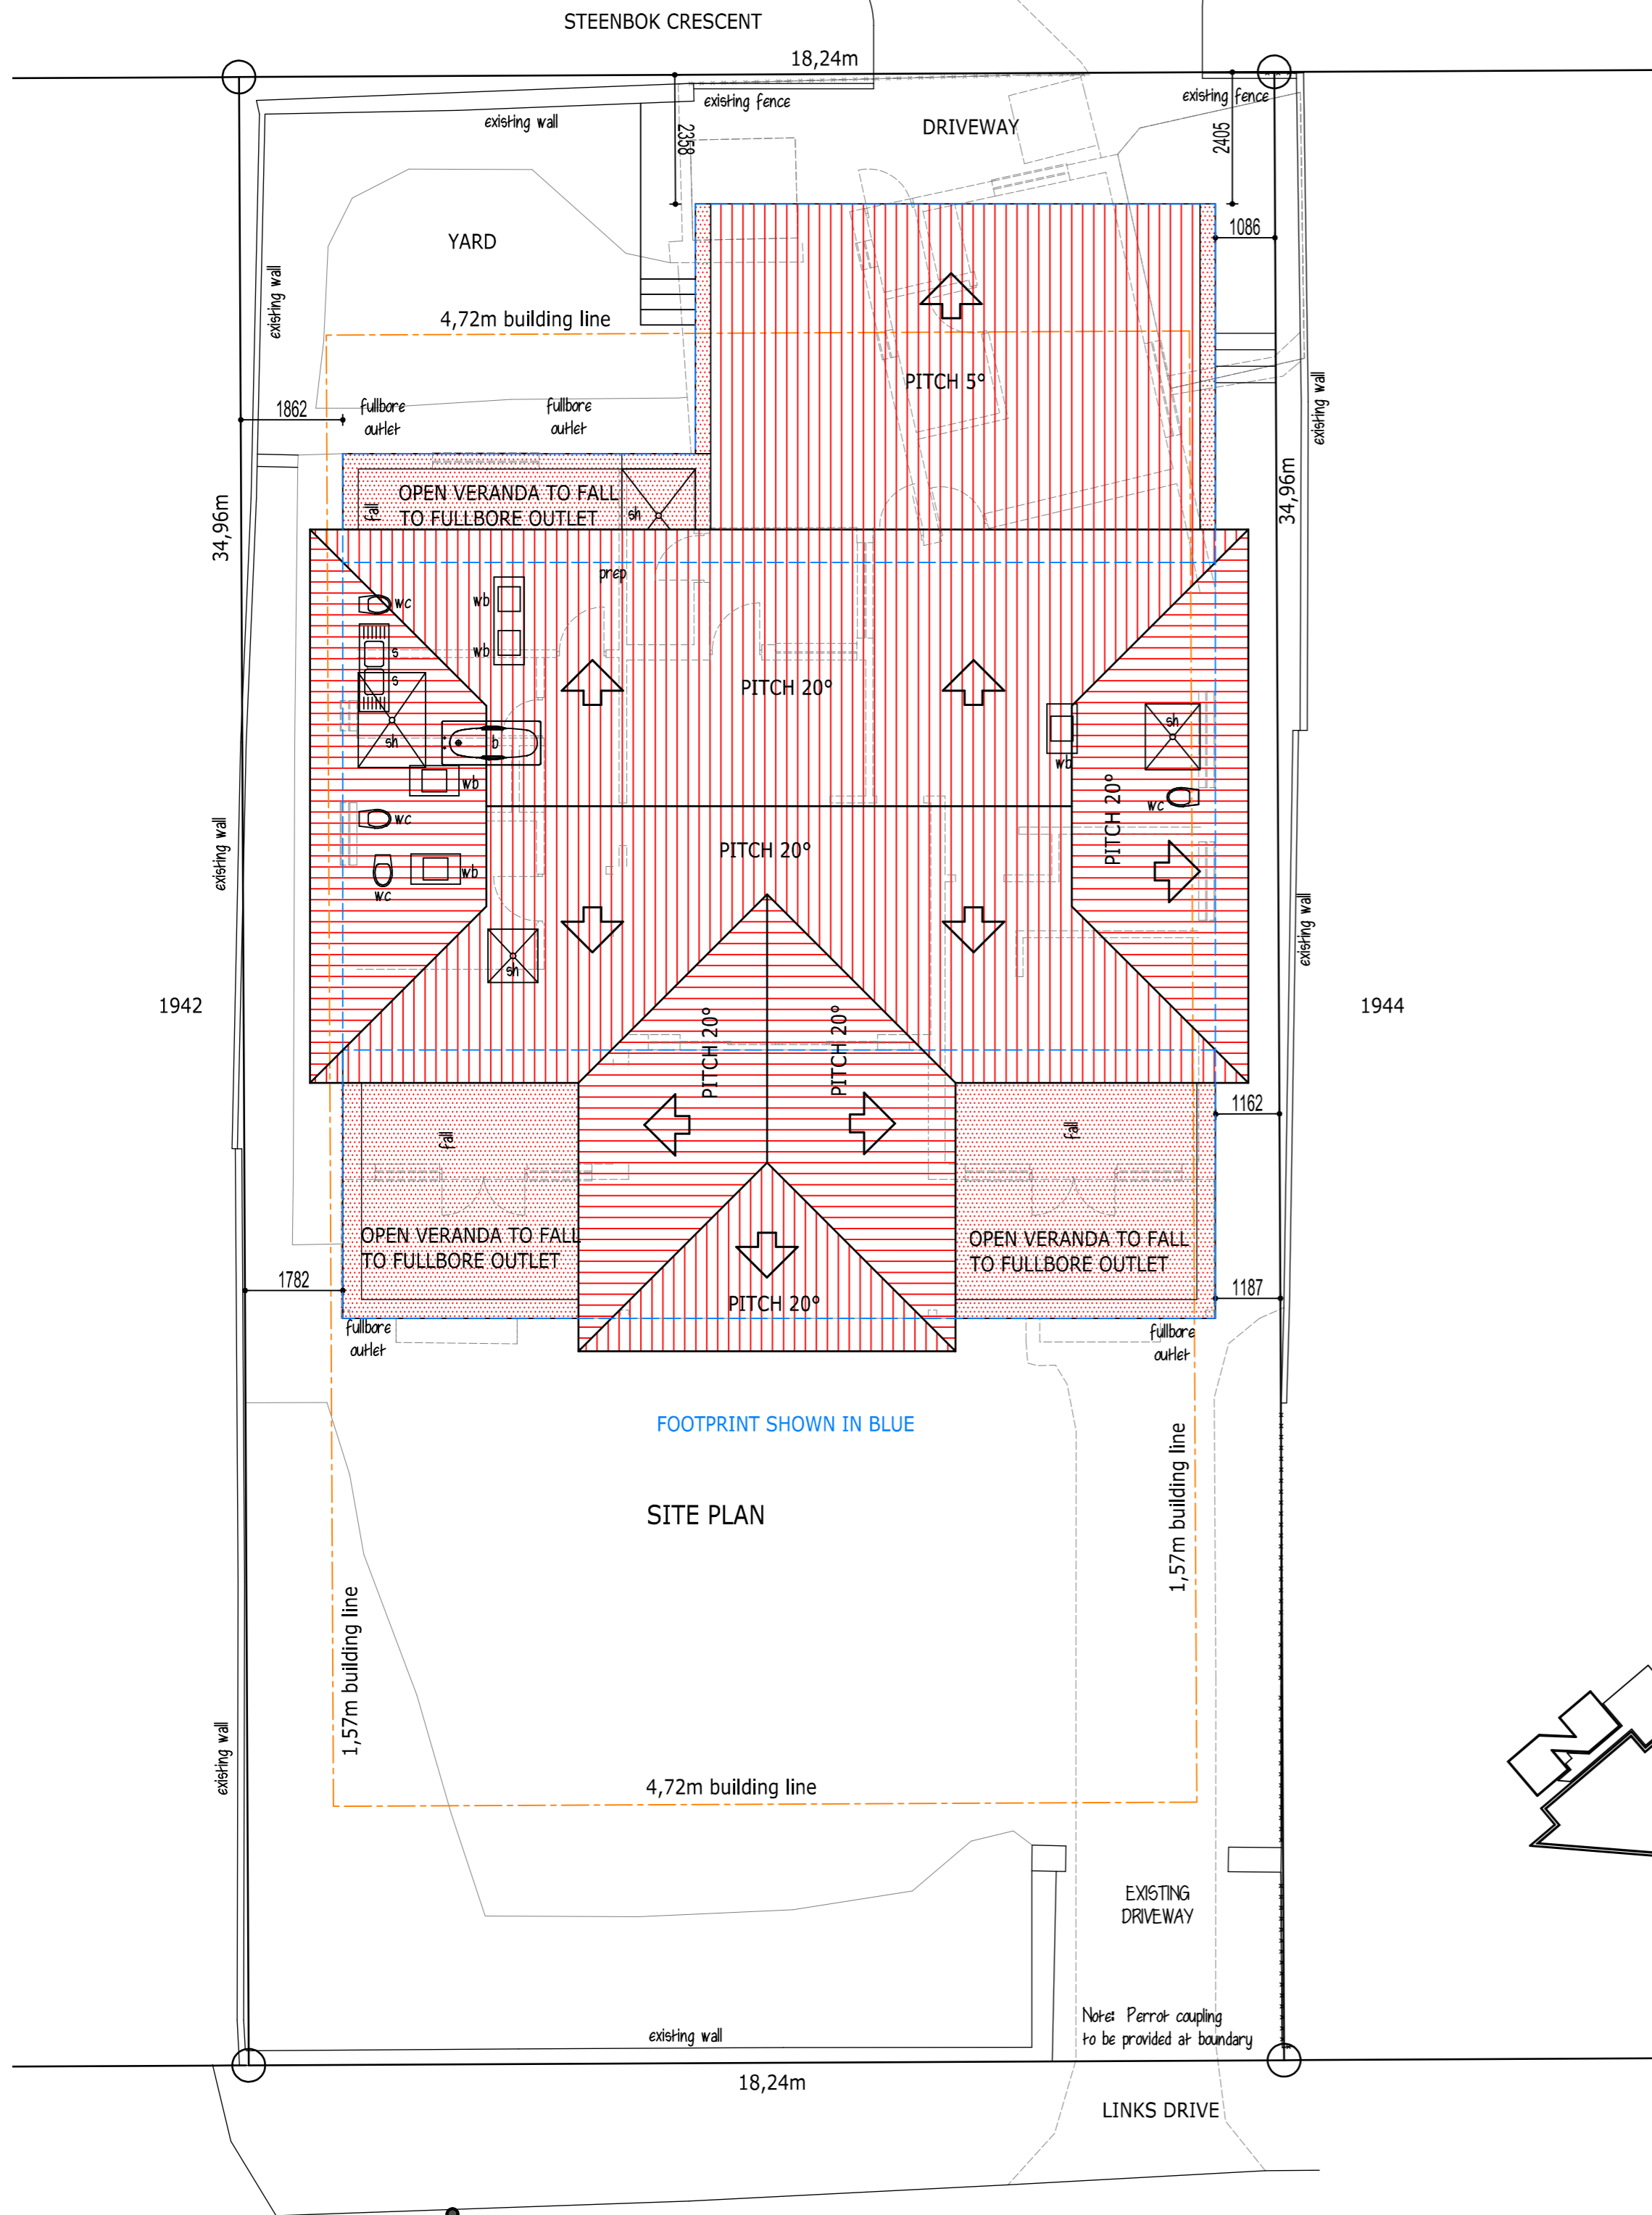 STEENBOK CRESCENT
18,24m
existing fence
existing fence
existing wall
DRIVEWAY
2358
2405
YARD
1086
existing wall
4,72m building line
PITCH 5°
1862
fullbore
outlet
fullbore
outlet
existing wall
34,96m
34,96m
OPEN VERANDA TO FALL
TO FULLBORE OUTLET
fall
sh
prep
wc
wb
s
wb
s
PITCH 20°
sh
b
wb
wb
sh
wc
PITCH 20°
wc
wb
wc
existing wall
PITCH 20°
sh
existing wall
1942
1944
PITCH 20°
PITCH 20°
fall
fall
1162
OPEN VERANDA TO FALL
TO FULLBORE OUTLET
OPEN VERANDA TO FALL
TO FULLBORE OUTLET
1782
1187
PITCH 20°
fullbore
outlet
fullbore
outlet
FOOTPRINT SHOWN IN BLUE
SITE PLAN
1,57m building line
1,57m building line
existing wall
4,72m building line
EXISTING
DRIVEWAY
Note: Perrot coupling
to be provided at boundary
existing wall
18,24m
LINKS DRIVE